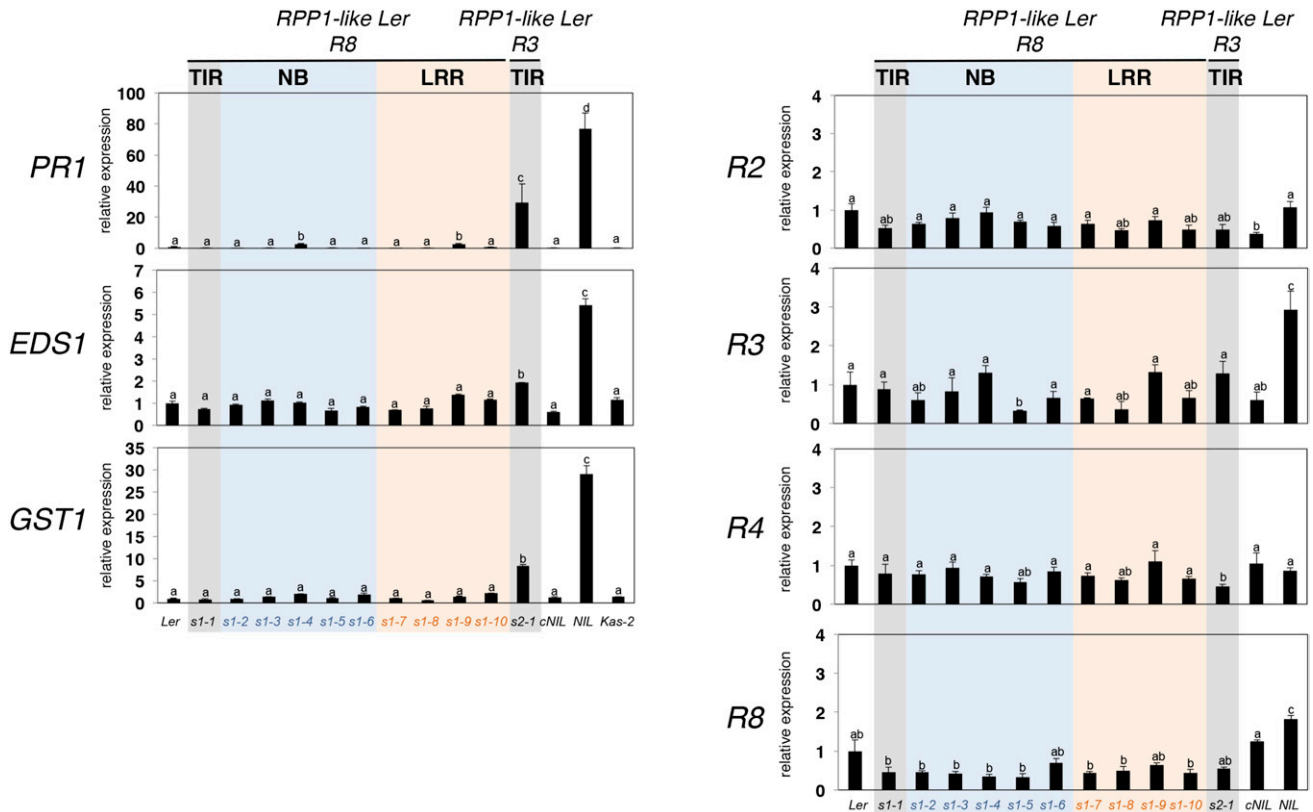 RPP1-like Ler
R8
RPP1-like Ler
R3
TIR NB LRR TIR
PR1
relative expression
100
80
60
40
20
0
a a a a b a a a a b a c a d a
EDS1
relative expression
7
6
5
4
3
2
1
0
a a a a a a a a a a a b a c a
GST1
relative expression
35
30
25
20
15
10
5
0
a a a a a a a a a a a b a c a
Ler s1-1 s1-2 s1-3 s1-4 s1-5 s1-6 s1-7 s1-8 s1-9 s1-10 s2-1 cNIL NIL Kas-2
RPP1-like Ler
R8
RPP1-like Ler
R3
TIR NB LRR TIR
R2
relative expression
4
3
2
1
0
a ab a a a a a a ab a ab ab b a
R3
relative expression
4
3
2
1
0
a a ab a a b a a ab a ab a ab c
R4
relative expression
4
3
2
1
0
a a a a a ab a a ab a a b a a
R8
relative expression
4
3
2
1
0
ab b b b b b ab b b ab b ab a c
Ler s1-1 s1-2 s1-3 s1-4 s1-5 s1-6 s1-7 s1-8 s1-9 s1-10 s2-1 cNIL NIL